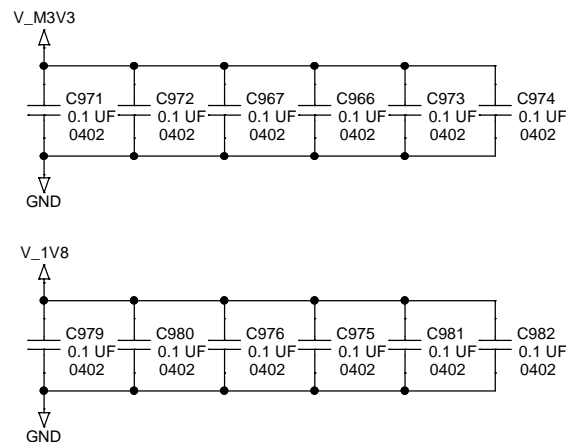 V_M3V3
C971 C972 C967 C966 C973 C974
0.1 UF 0.1 UF 0.1 UF 0.1 UF 0.1 UF 0.1 UF
0402 0402 0402 0402 0402 0402
GND
V_1V8
C979 C980 C976 C975 C981 C982
0.1 UF 0.1 UF 0.1 UF 0.1 UF 0.1 UF 0.1 UF
0402 0402 0402 0402 0402 0402
GND